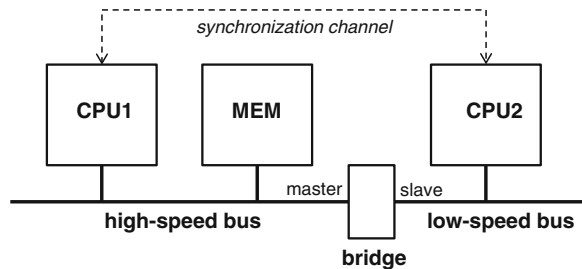 synchronization channel
CPU1 MEM CPU2
master slave
high-speed bus low-speed bus
bridge